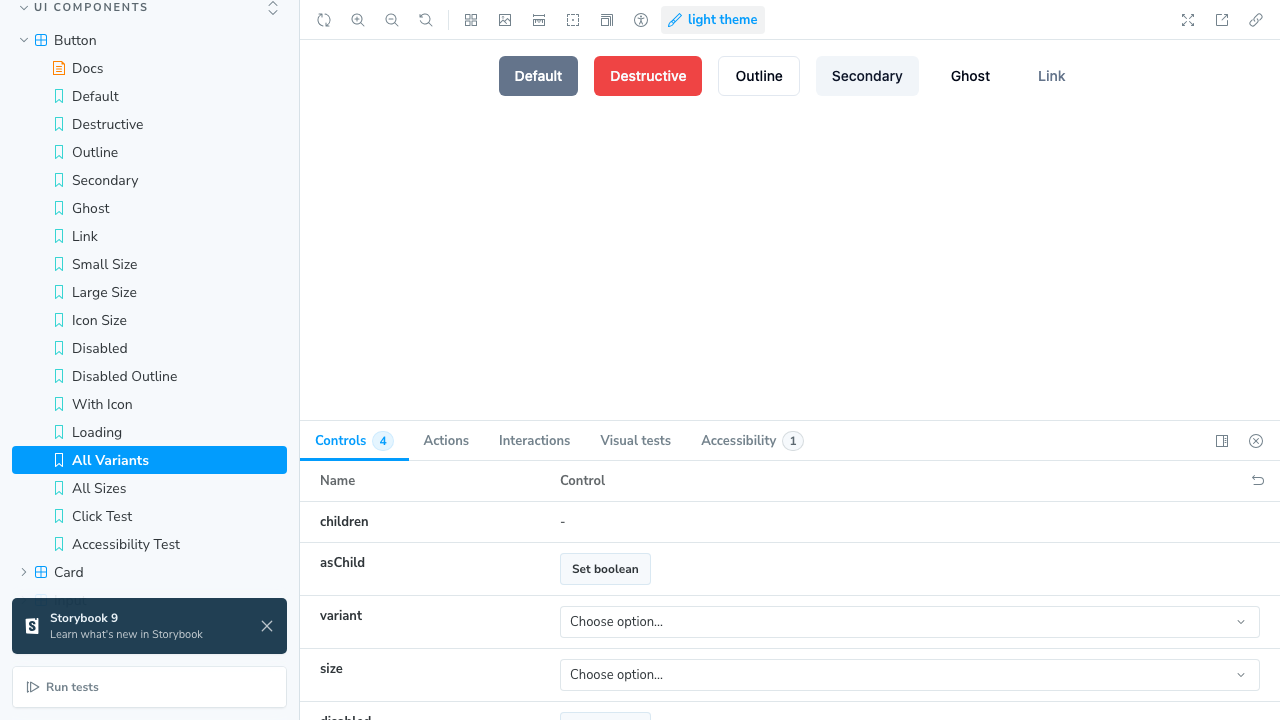 UI COMPONENTS
Button
Docs
Default
Destructive
Outline
Secondary
Ghost
Link
Small Size
Large Size
Icon Size
Disabled
Disabled Outline
With Icon
Loading
All Variants
All Sizes
Click Test
Accessibility Test
Card
Storybook 9
Learn what's new in Storybook
Run tests
light theme
Default Destructive Outline Secondary Ghost Link
Controls 4 Actions Interactions Visual tests Accessibility 1
Name Control
children -
asChild Set boolean
variant Choose option...
size Choose option...
disabled